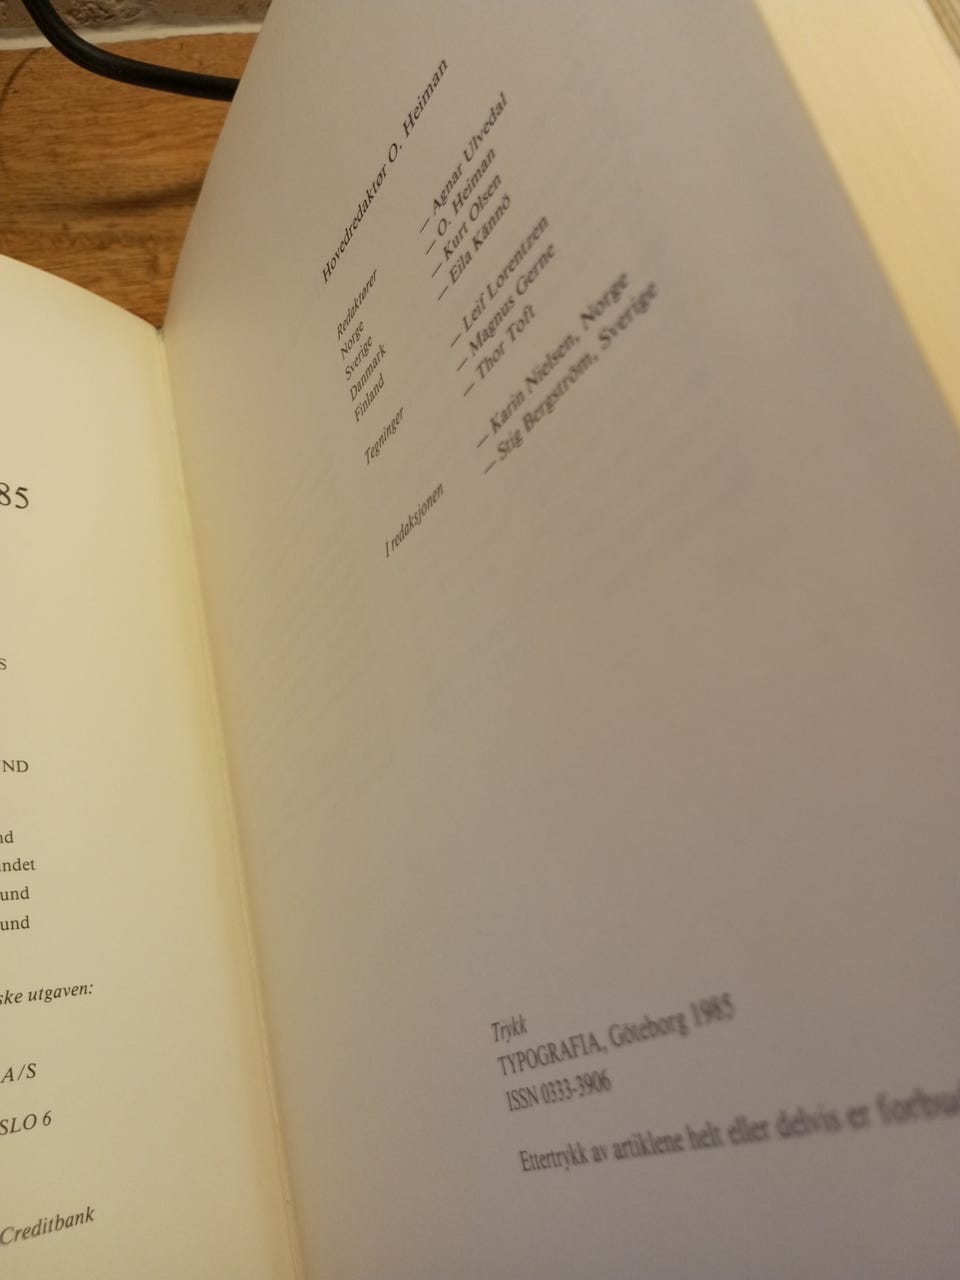 85
S
ND
nd
ndet
und
und
ske utgaven:
A/S
SLO 6
Creditbank
Hovedredaktør O. Heiman
Redaktører
Norge — Agnar Ulvedal
Sverige — O. Heiman
Danmark — Kurt Olsen
Finland — Eila Kännö
Tegninger — Leif Lorentzen
— Magnus Gerne
— Thor Toft
I redaksjonen — Karin Nielsen, Norge
— Stig Bergström, Sverige
Trykk
TYPOGRAFIA, Göteborg 1985
ISSN 0333-3906
Ettertrykk av artiklene helt eller delvis er forbud